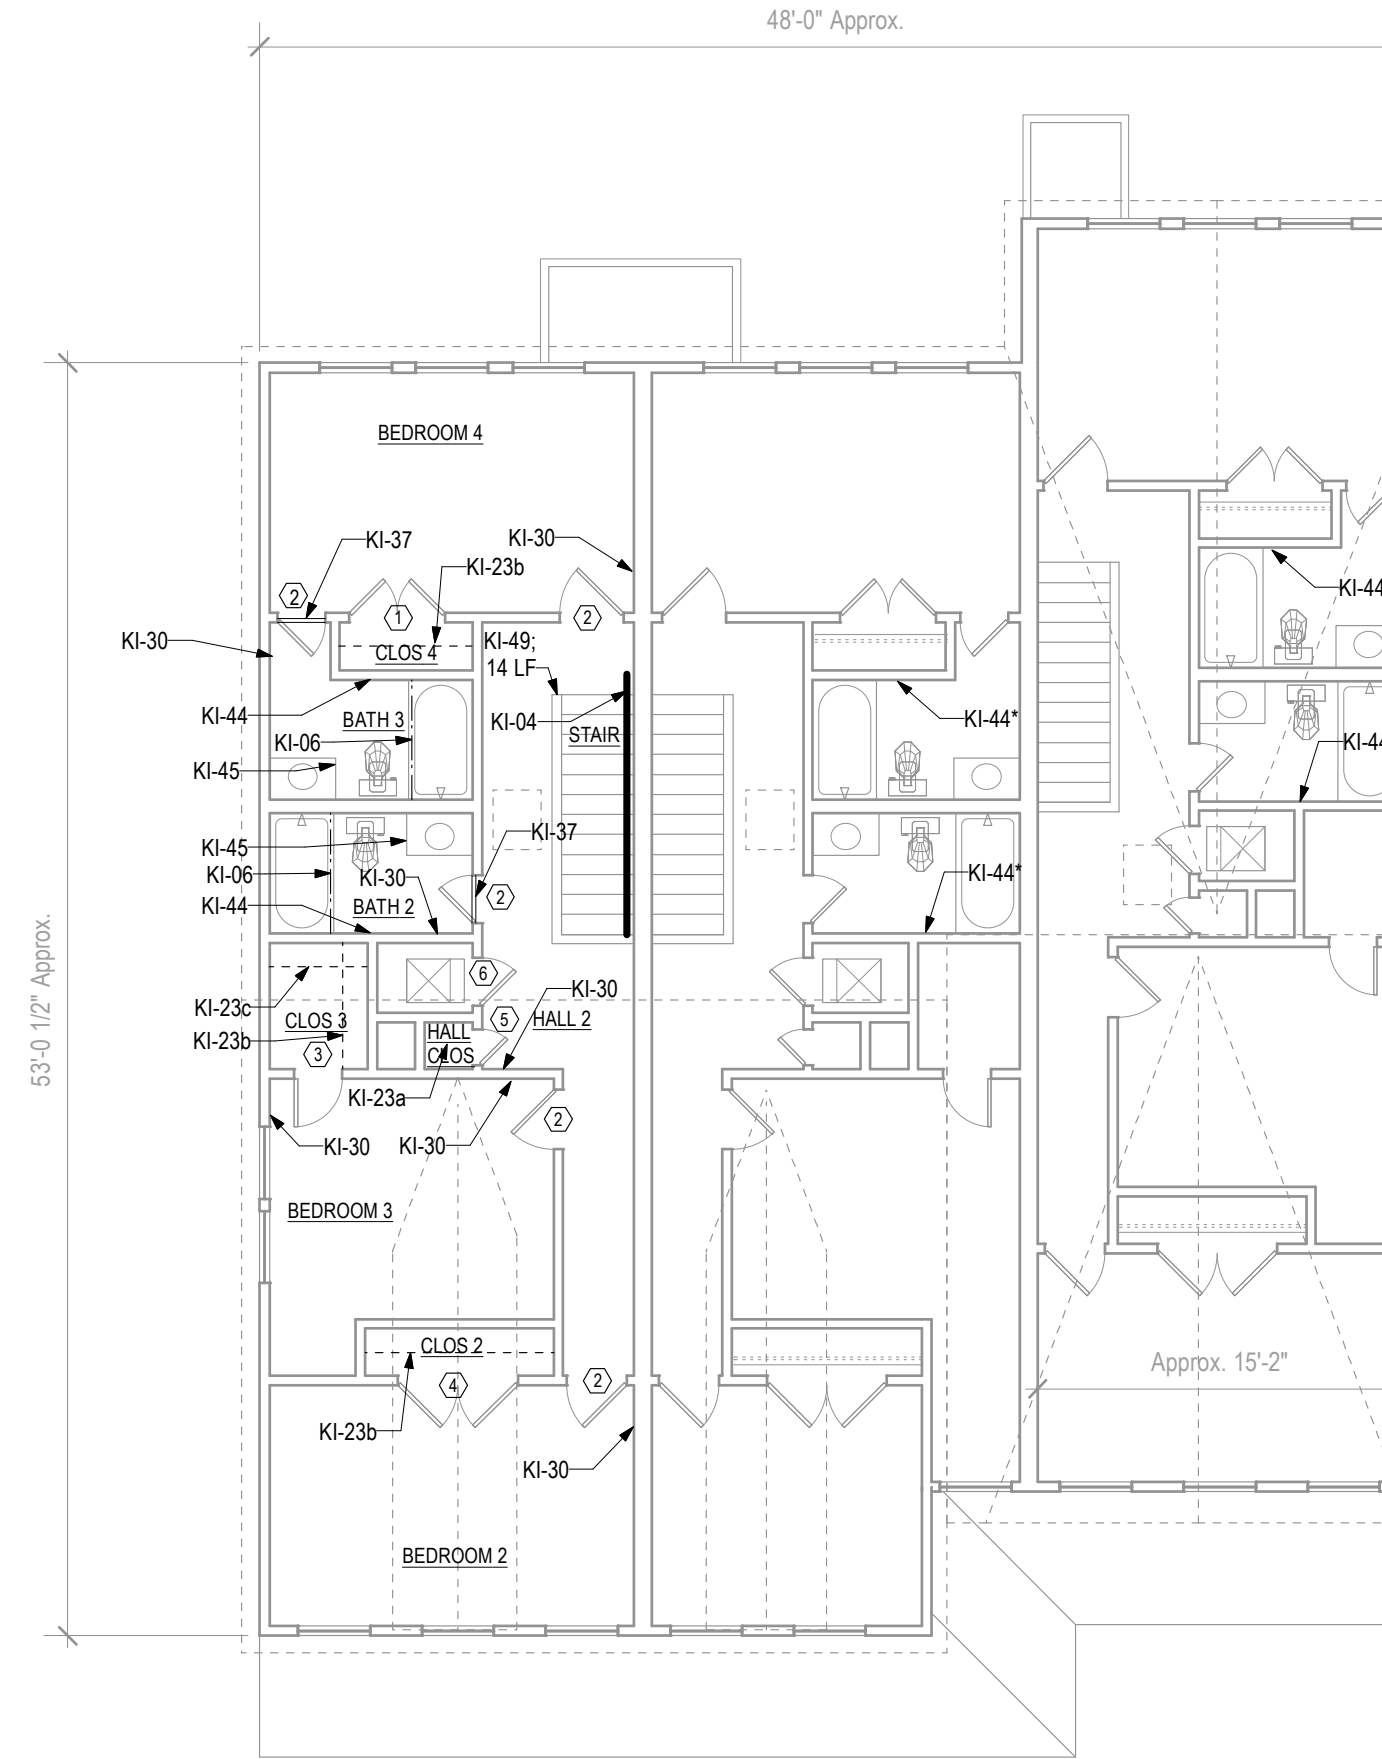 48'-0" Approx.
53'-0 1/2" Approx.
BEDROOM 4
KI-37
KI-30
KI-23b
2
1
2
KI-30
CLOS 4
KI-49;
14 LF
KI-44
BATH 3
KI-04
STAIR
KI-44*
KI-06
KI-45
KI-44
KI-44
KI-37
KI-45
KI-06
KI-30
KI-44
BATH 2
2
KI-44*
6
KI-30
KI-23c
CLOS 3
5
HALL 2
HALL
CLOS
KI-23b
3
KI-23a
2
KI-30
KI-30
BEDROOM 3
CLOS 2
4
2
Approx. 15'-2"
KI-23b
KI-30
BEDROOM 2